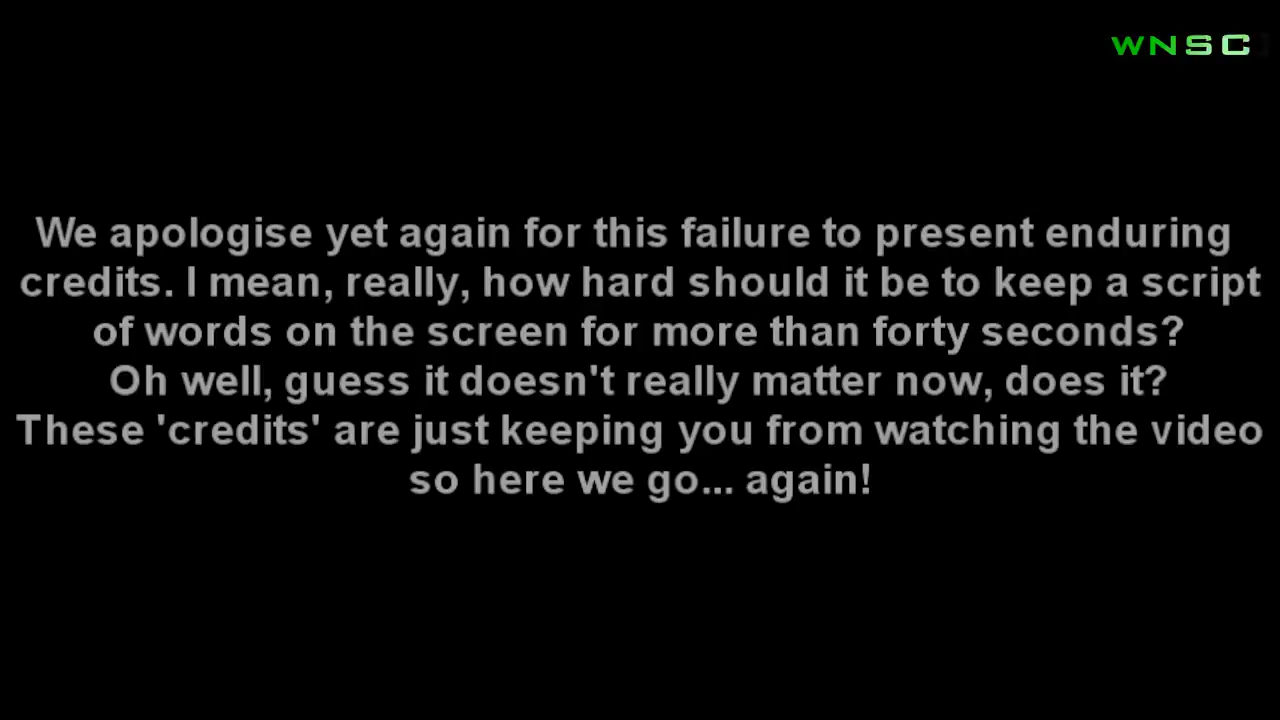 WNSC
We apologise yet again for this failure to present enduring
credits. I mean, really, how hard should it be to keep a script
of words on the screen for more than forty seconds?
Oh well, guess it doesn't really matter now, does it?
These 'credits' are just keeping you from watching the video
so here we go... again!